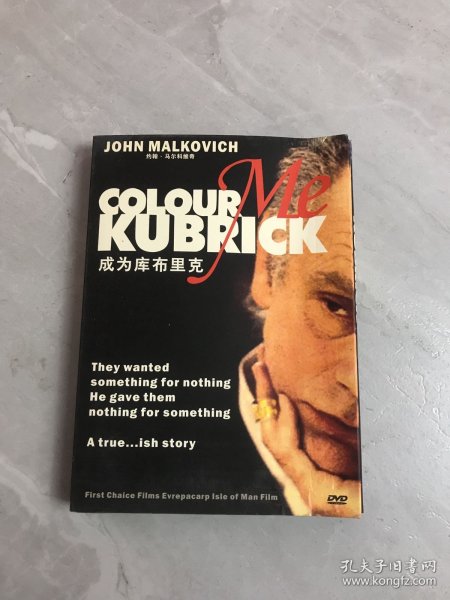 JOHN MALKOVICH
约翰·马尔科维奇
COLOUR Me
KUBRICK
成为库布里克
They wanted
something for nothing
He gave them
nothing for something
A true...ish story
First Choice Films Evrepacarp Isle of Man Film
DVD
孔夫子旧书网
www.kongfz.com